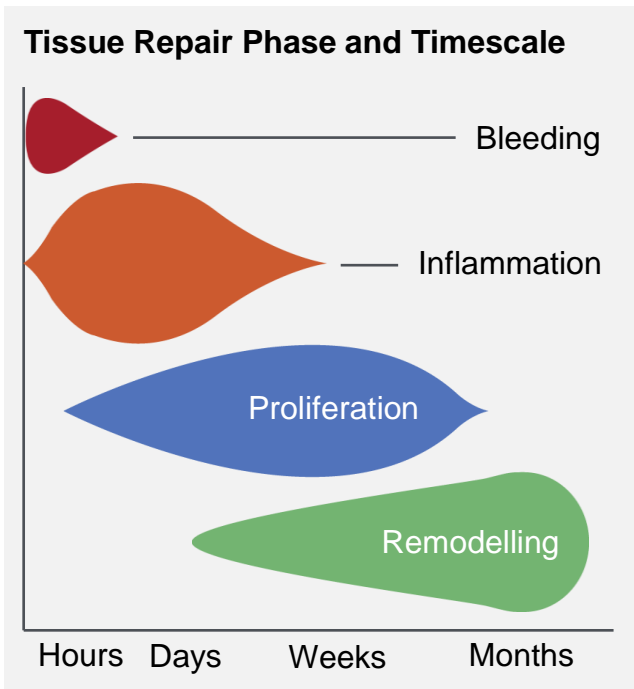 Tissue Repair Phase and Timescale
Bleeding
Inflammation
Proliferation
Remodelling
Hours Days Weeks Months